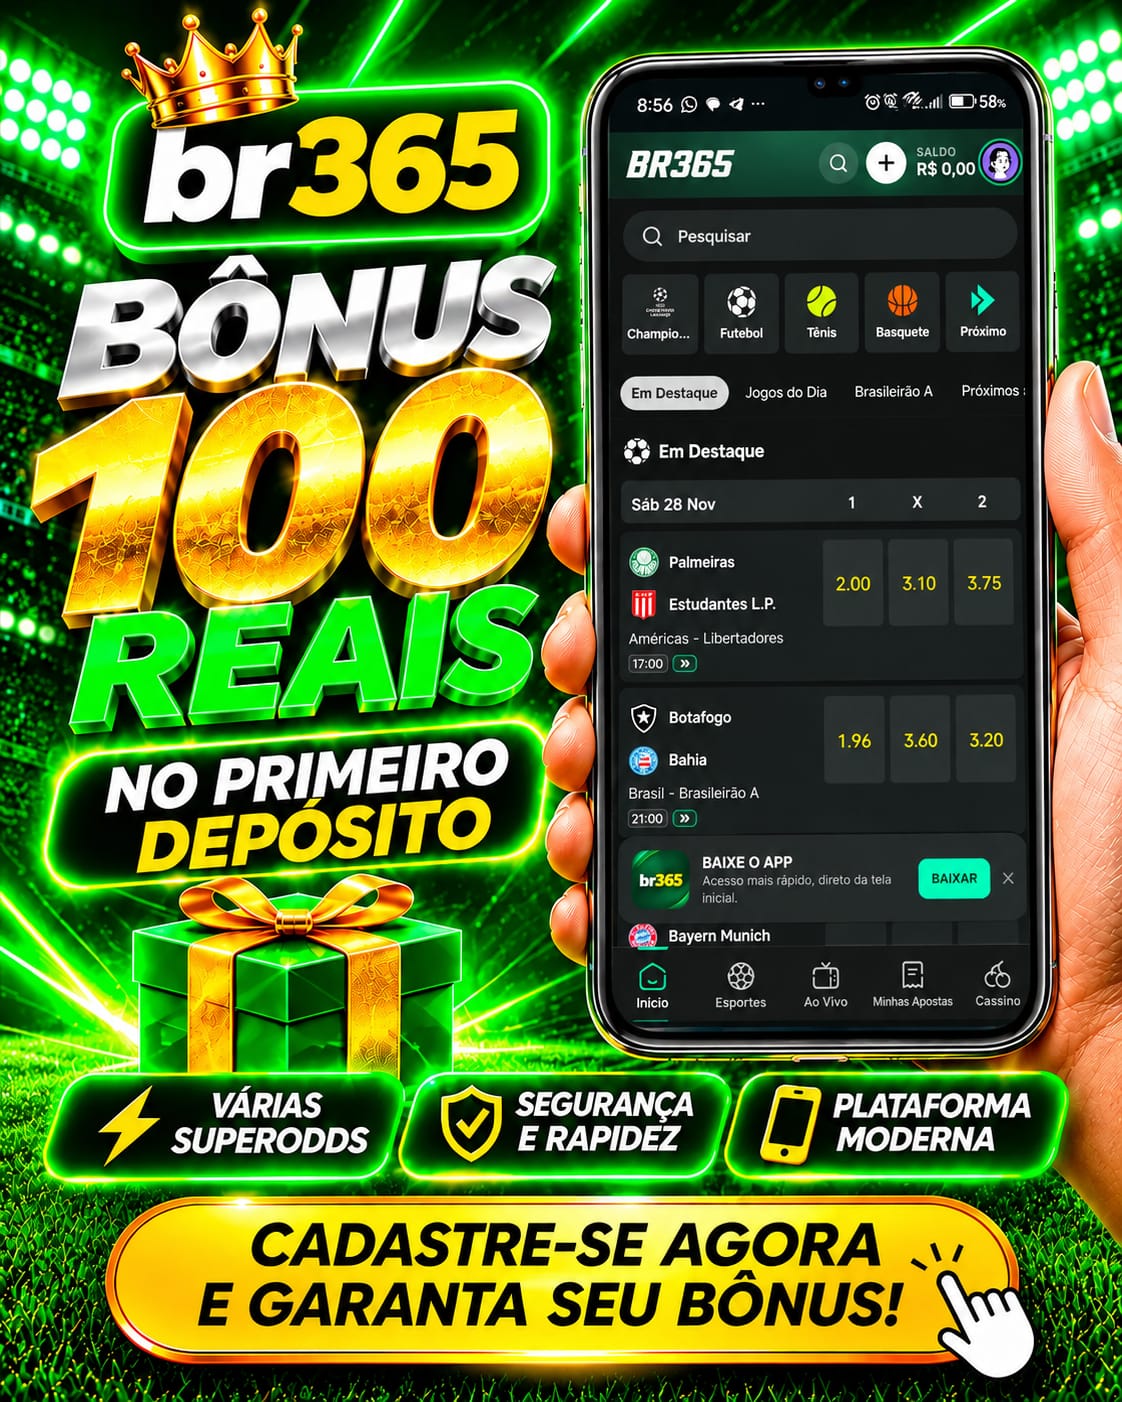 br365
BÔNUS
100
REAIS
NO PRIMEIRO
DEPÓSITO
8:56
58%
BR365
SALDO
R$ 0,00
Pesquisar
Champio...
Futebol
Tênis
Basquete
Próximo
Em Destaque
Jogos do Dia
Brasileirão A
Próximos
Em Destaque
Sáb 28 Nov 1 X 2
Palmeiras
Estudantes L.P.
2.00 3.10 3.75
Américas - Libertadores
17:00
Botafogo
Bahia
1.96 3.60 3.20
Brasil - Brasileirão A
21:00
br365
BAIXE O APP
Acesso mais rápido, direto da tela
inicial.
BAIXAR
Bayern Munich
Início
Esportes
Ao Vivo
Minhas Apostas
Cassino
VÁRIAS
SUPERODDS
SEGURANÇA
E RAPIDEZ
PLATAFORMA
MODERNA
CADASTRE-SE AGORA
E GARANTA SEU BÔNUS!